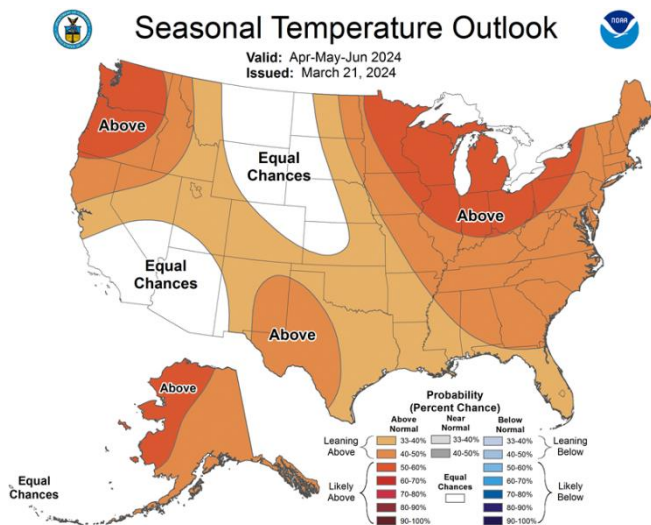 Seasonal Temperature Outlook
NOAA
Valid: Apr-May-Jun 2024
Issued: March 21, 2024
Above
Equal
Chances
Above
Equal
Chances
Above
Above
Equal
Chances
Probability
(Percent Chance)
Above
Normal
Near
Normal
Below
Normal
Leaning
Above
33-40%
40-50%
33-40%
40-50%
33-40%
40-50%
Leaning
Below
Likely
Above
50-60%
60-70%
70-80%
80-90%
90-100%
Equal
Chances
50-60%
60-70%
70-80%
80-90%
90-100%
Likely
Below